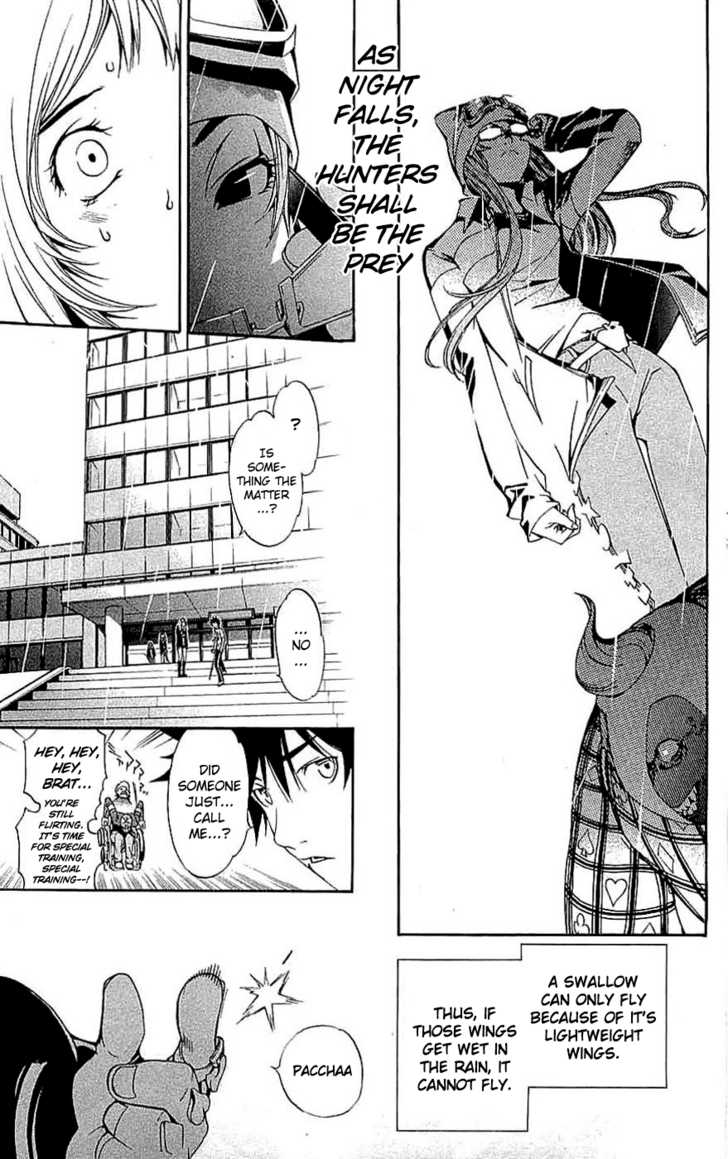 AS
NIGHT
FALLS,
THE
HUNTERS
SHALL
BE THE
PREY
?
IS
SOME-
THING THE
MATTER
...?
...
NO
...
DID
SOMEONE
JUST...
CALL
ME...?
HEY, HEY,
HEY,
BRAT...
YOU'RE
STILL
FLIRTING.
IT'S TIME
FOR SPECIAL
TRAINING,
SPECIAL
TRAINING--!
A SWALLOW
CAN ONLY FLY
BECAUSE OF IT'S
LIGHTWEIGHT
WINGS.
THUS, IF
THOSE WINGS
GET WET IN
THE RAIN, IT
CANNOT FLY.
PACCHAA